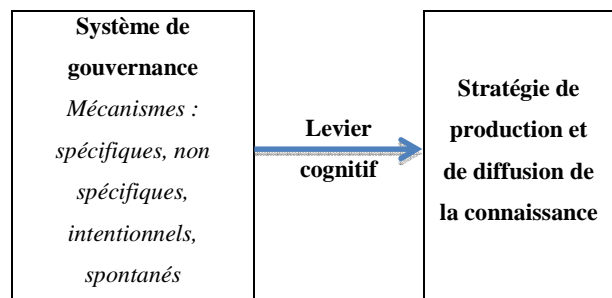 Système de
gouvernance
Mécanismes :
spécifiques, non
spécifiques,
intentionnels,
spontanés
Levier
cognitif
Stratégie de
production et
de diffusion de
la connaissance